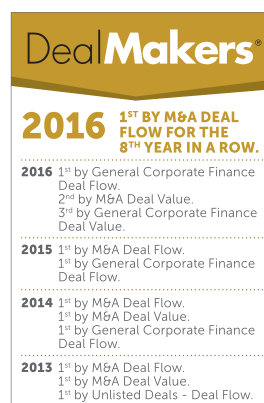 DealMakers®
2016 1ST BY M&A DEAL
FLOW FOR THE
8TH YEAR IN A ROW.
2016 1st by General Corporate Finance
Deal Flow.
2nd by M&A Deal Value.
3rd by General Corporate Finance
Deal Value.
2015 1st by M&A Deal Flow.
1st by General Corporate Finance
Deal Flow.
2014 1st by M&A Deal Flow.
1st by M&A Deal Value.
1st by General Corporate Finance
Deal Flow.
2013 1st by M&A Deal Flow.
1st by M&A Deal Value.
1st by Unlisted Deals - Deal Flow.